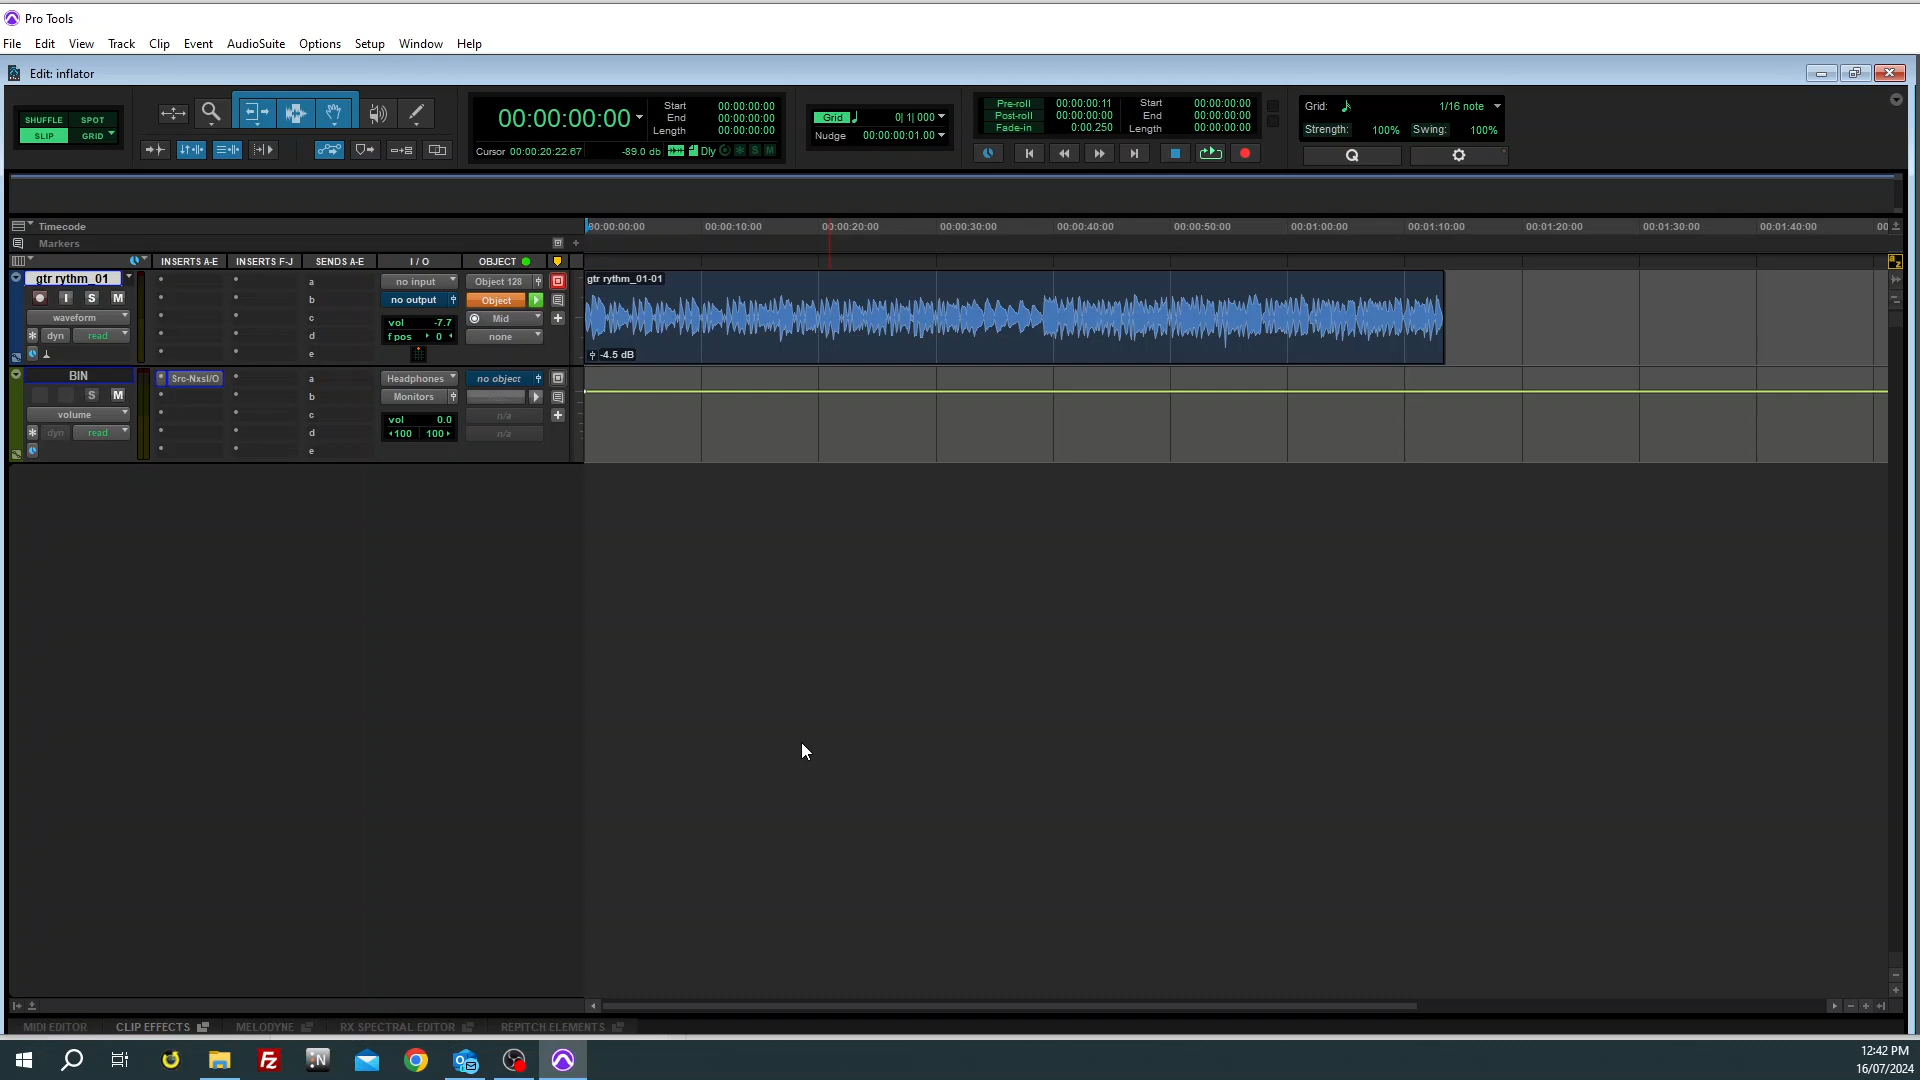 Pro Tools
File Edit View Track Clip Event AudioSuite Options Setup Window Help
Edit: inflator
SHUFFLE SPOT
SLIP GRID
00:00:00:00
Start 00:00:00:00
End 00:00:00:00
Length 00:00:00:00
Cursor 00:00:20:22.67 -89.0 db Dly S M
Grid 0| 1| 000
Nudge 00:00:00:01.00
Pre-roll 00:00:00:11 Start 00:00:00:00
Post-roll 00:00:00:00 End 00:00:00:00
Fade-in 0:00.250 Length 00:00:00:00
Grid: 1/16 note
Strength: 100% Swing: 100%
Q
Timecode 00:00:00:00 00:00:10:00 00:00:20:00 00:00:30:00 00:00:40:00 00:00:50:00 00:01:00:00 00:01:10:00 00:01:20:00 00:01:30:00 00:01:40:00 00
Markers
INSERTS A-E INSERTS F-J SENDS A-E I / O OBJECT
a z
gtr rythm_01 a no input Object 128 gtr rythm_01-01
I S M b no output Object
waveform c vol -7.7 Mid
dyn read d f pos 0 none
e -4.5 dB
BIN Src-NxsI/O a Headphones no object
S M b Monitors
volume c vol 0.0 n/a
dyn read d 100 100 n/a
e
MIDI EDITOR CLIP EFFECTS MELODYNE RX SPECTRAL EDITOR REPITCH ELEMENTS
Fz .N
12:42 PM
16/07/2024